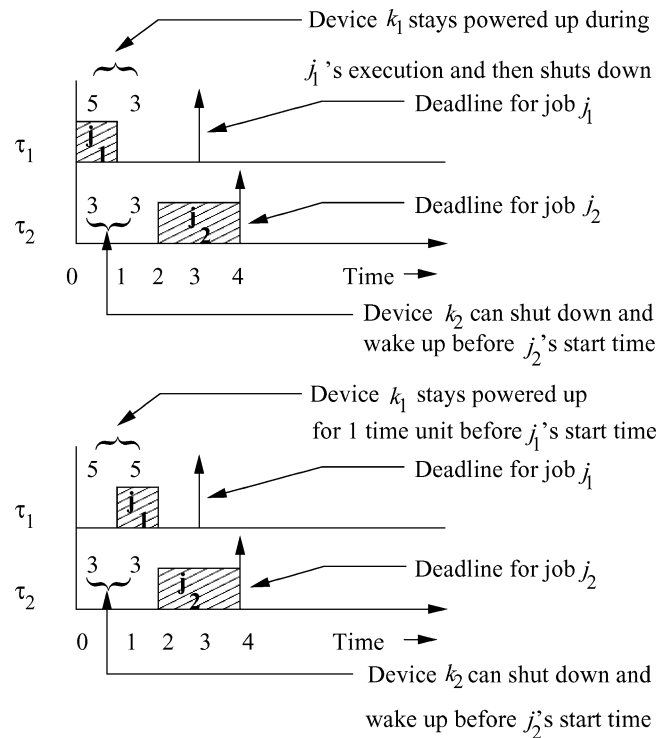 Device k1 stays powered up during
j1's execution and then shuts down
5 3
Deadline for job j1
τ1
j1
3 3
Deadline for job j2
τ2
j2
0 1 2 3 4 Time
Device k2 can shut down and
wake up before j2's start time
Device k1 stays powered up
for 1 time unit before j1's start time
5 5
Deadline for job j1
τ1
j1
3 3
Deadline for job j2
τ2
j2
0 1 2 3 4 Time
Device k2 can shut down and
wake up before j2's start time